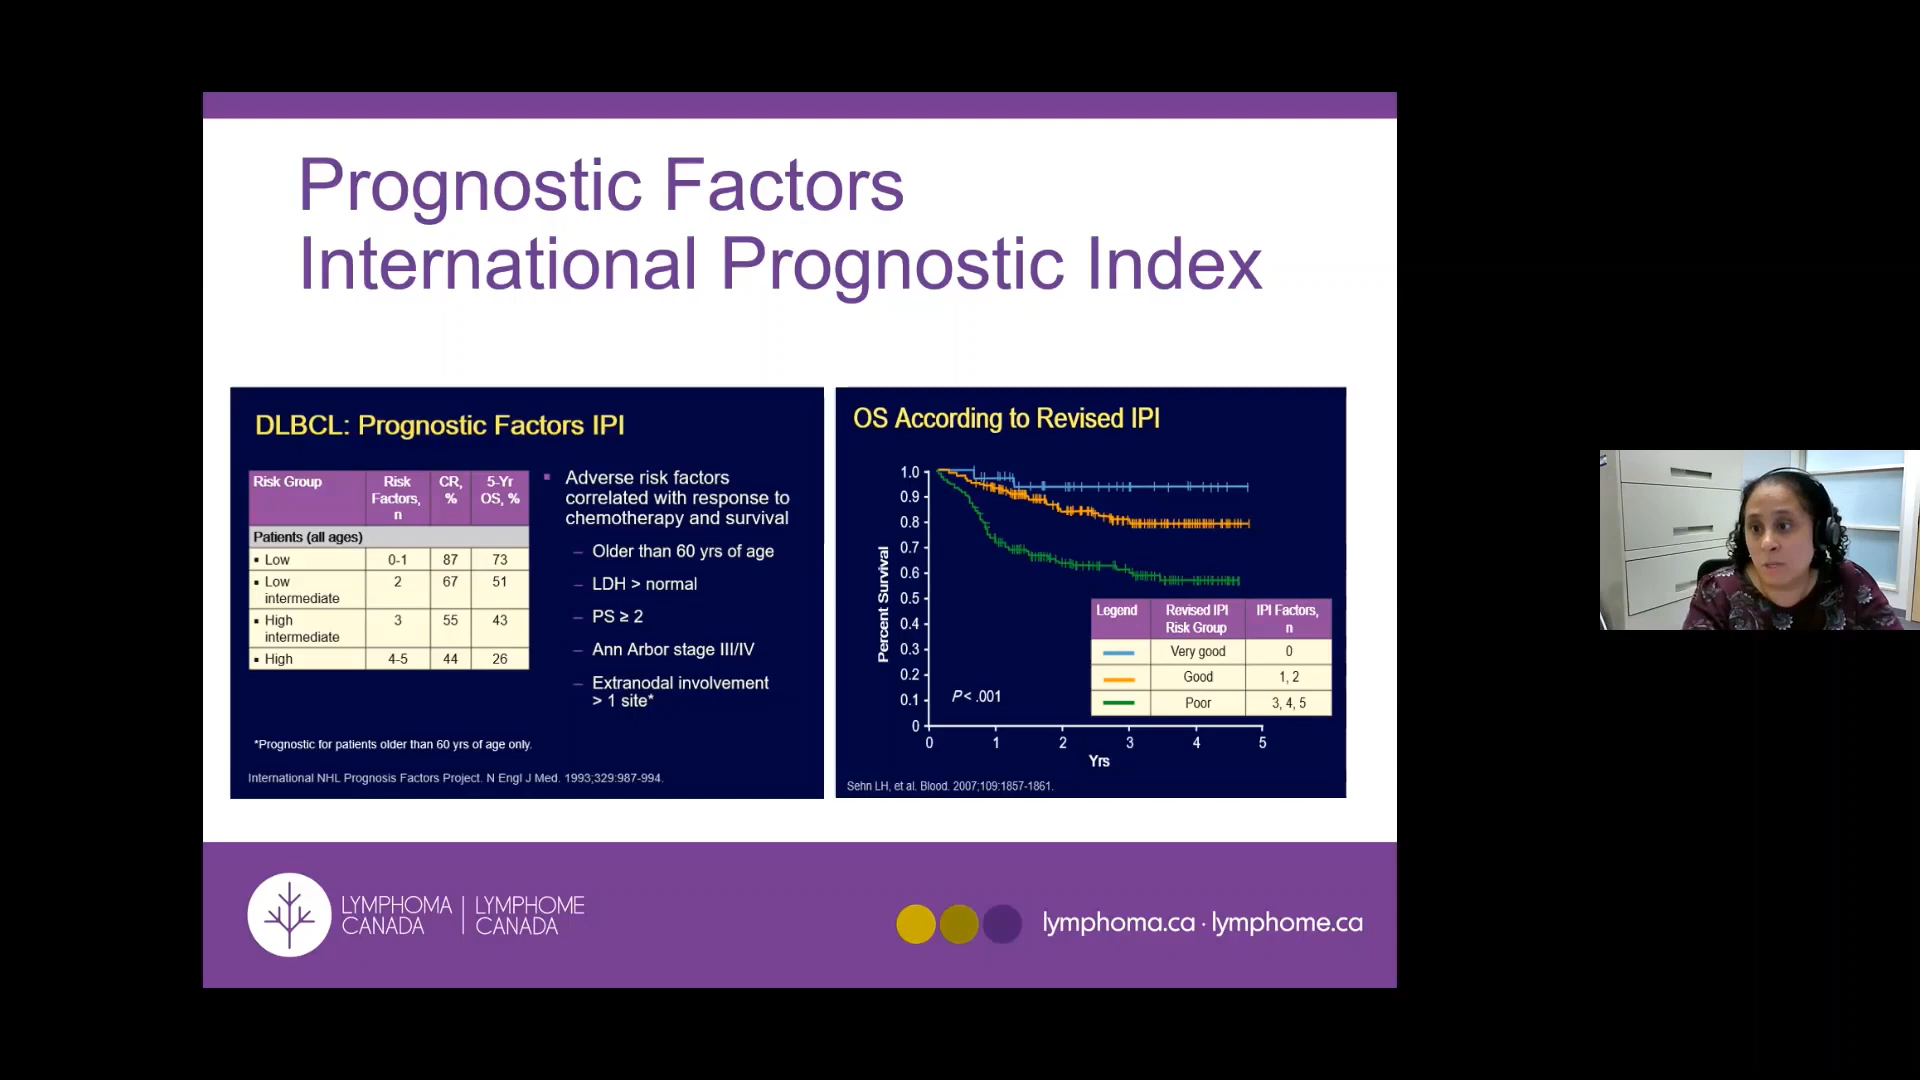 Prognostic Factors
International Prognostic Index
DLBCL: Prognostic Factors IPI
Risk Group Risk Factors, n CR, % 5-Yr OS, %
Patients (all ages)
▪ Low 0-1 87 73
▪ Low intermediate 2 67 51
▪ High intermediate 3 55 43
▪ High 4-5 44 26
▪ Adverse risk factors
correlated with response to
chemotherapy and survival
– Older than 60 yrs of age
– LDH > normal
– PS ≥ 2
– Ann Arbor stage III/IV
– Extranodal involvement
> 1 site*
*Prognostic for patients older than 60 yrs of age only.
International NHL Prognosis Factors Project. N Engl J Med. 1993;329:987-994.
OS According to Revised IPI
Percent Survival
1.0
0.9
0.8
0.7
0.6
0.5
0.4
0.3
0.2
0.1
0
P< .001
Legend Revised IPI Risk Group IPI Factors, n
Very good 0
Good 1, 2
Poor 3, 4, 5
0 1 2 3 4 5
Yrs
Sehn LH, et al. Blood. 2007;109:1857-1861.
LYMPHOMA CANADA | LYMPHOME CANADA
lymphoma.ca · lymphome.ca